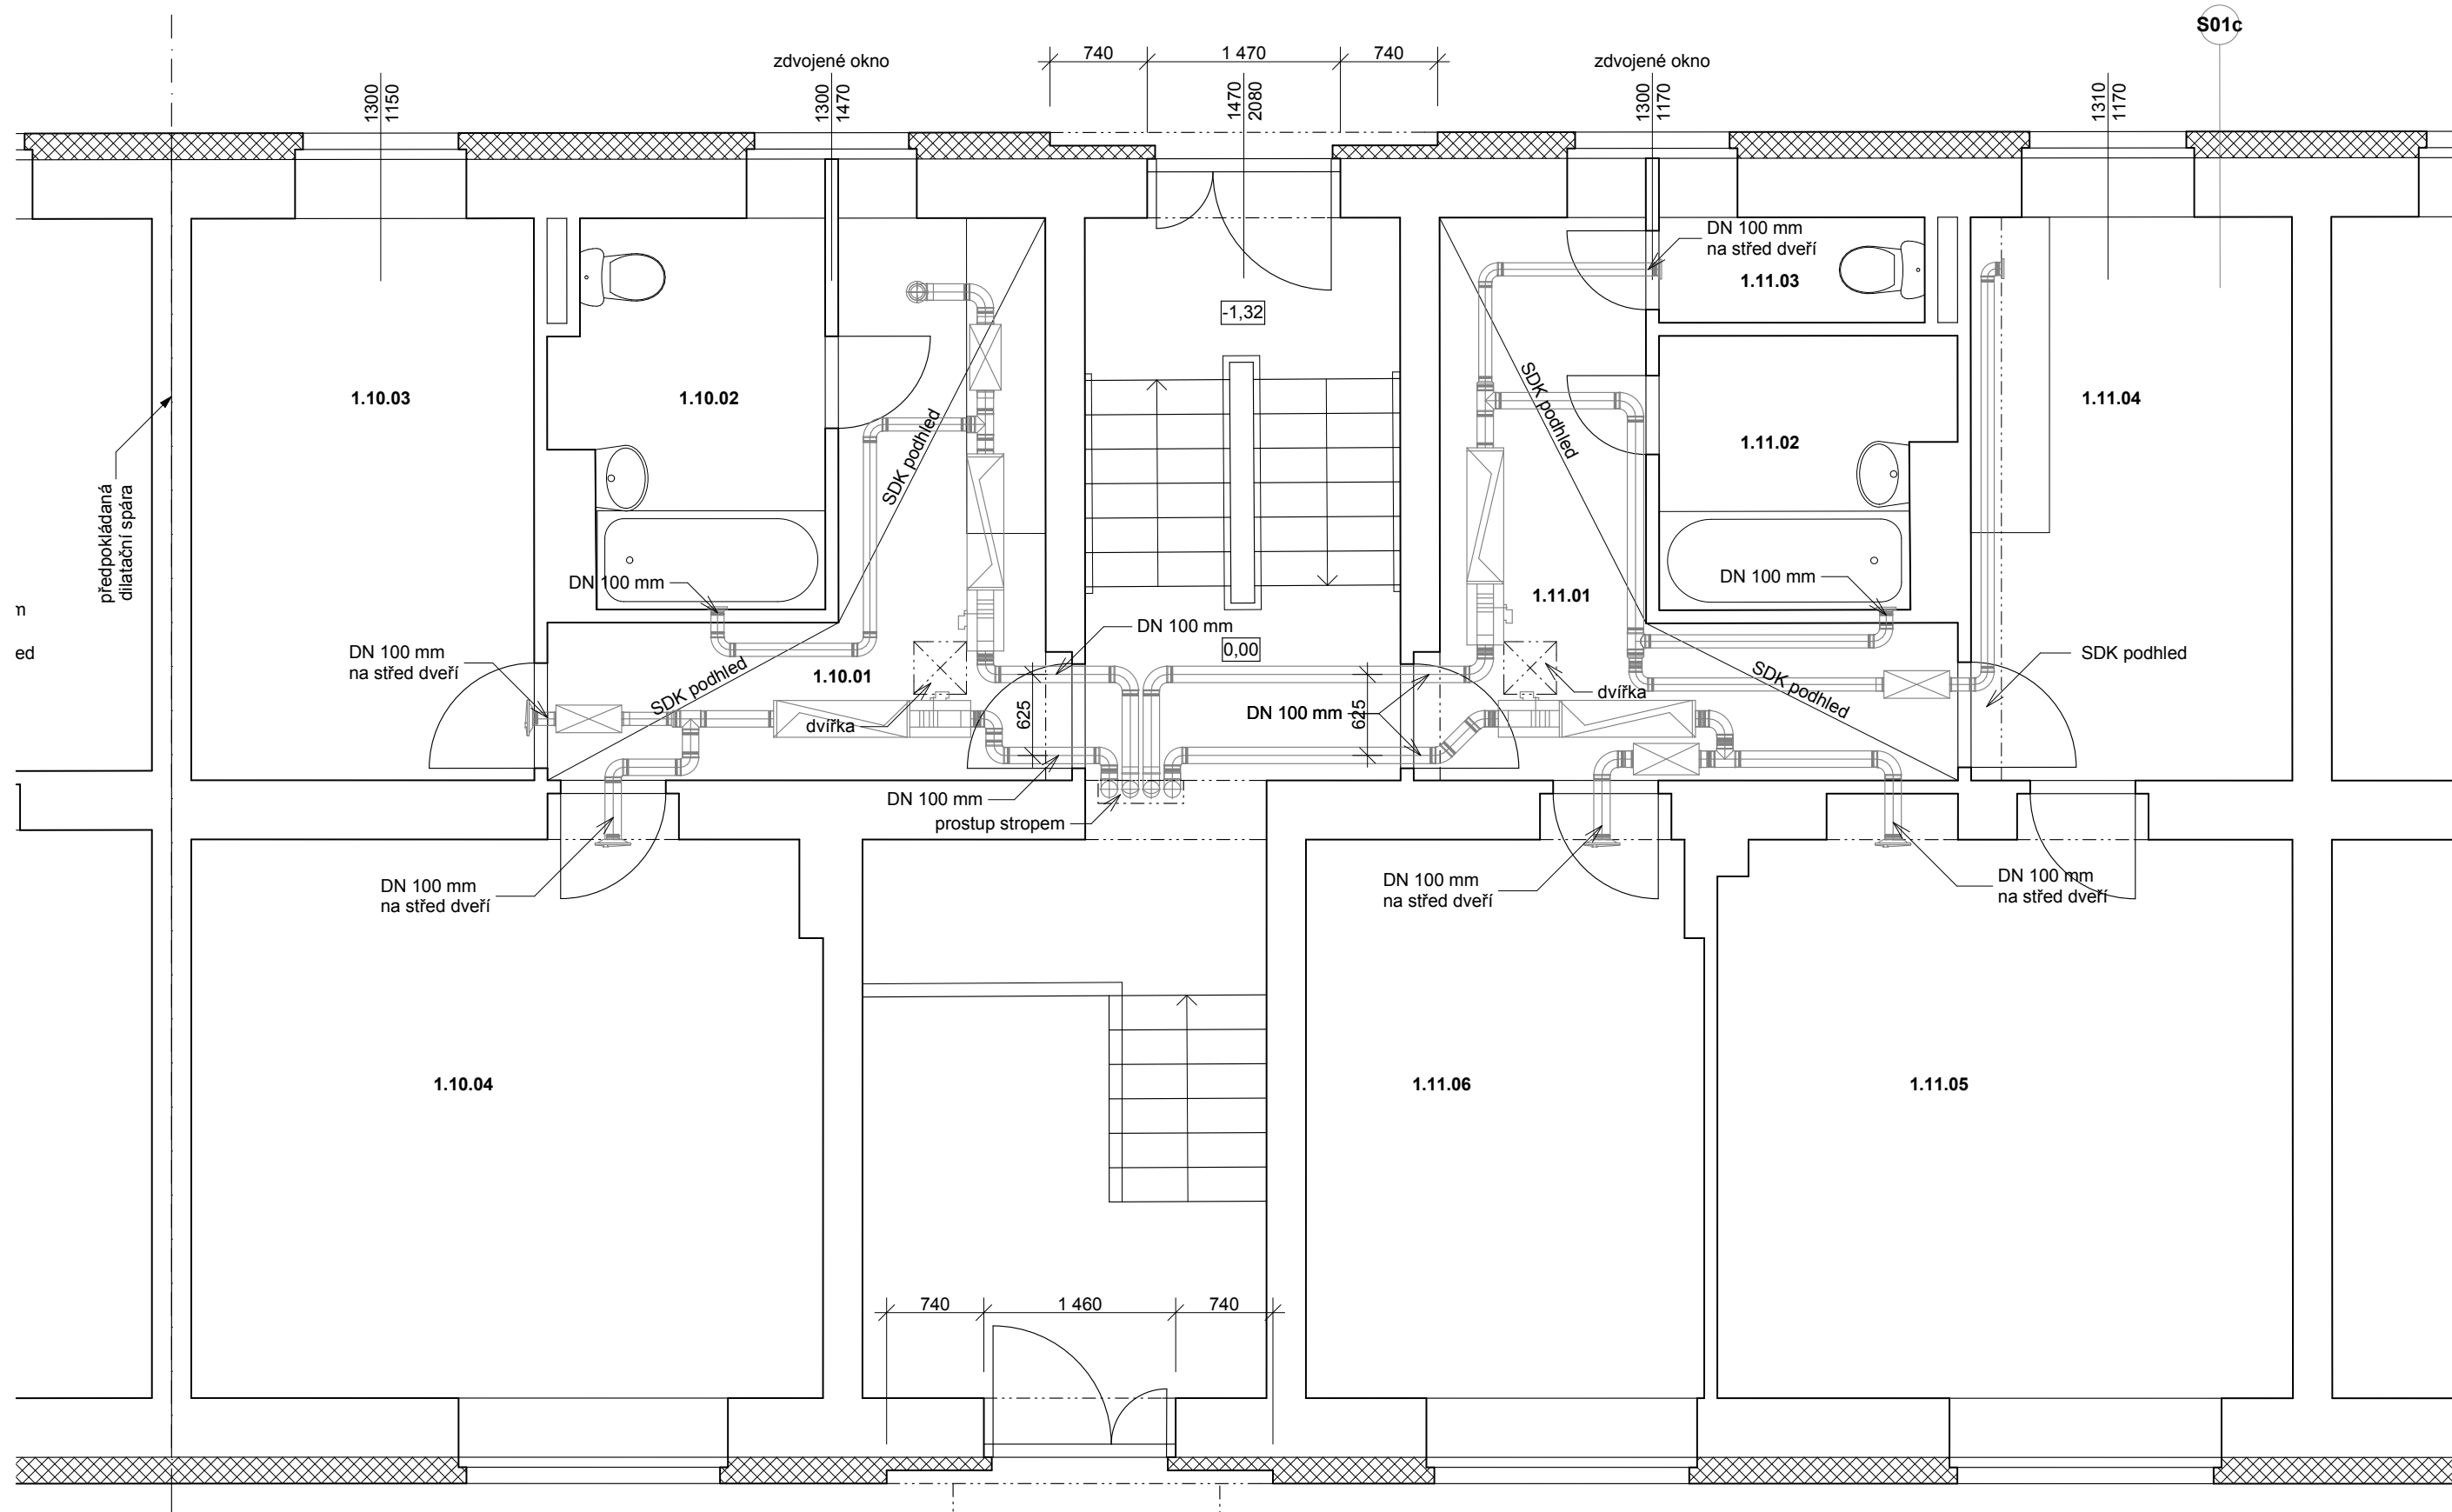 S01c
740
1 470
740
zdvojené okno
zdvojené okno
1300
1150
1300
1470
1470
2080
1300
1170
1310
1170
DN 100 mm
na střed dveří
1.11.03
-1,32
1.10.03
1.10.02
SDK podhled
SDK podhled
1.11.02
1.11.04
předpokládaná
dilatační spára
DN 100 mm
DN 100 mm
1.11.01
m
ed
DN 100 mm
0,00
DN 100 mm
na střed dveří
SDK podhled
1.10.01
SDK podhled
SDK podhled
dvířka
dvířka
625
DN 100 mm
625
DN 100 mm
prostup stropem
DN 100 mm
na střed dveří
DN 100 mm
na střed dveří
DN 100 mm
na střed dveří
1.10.04
1.11.06
1.11.05
740
1 460
740